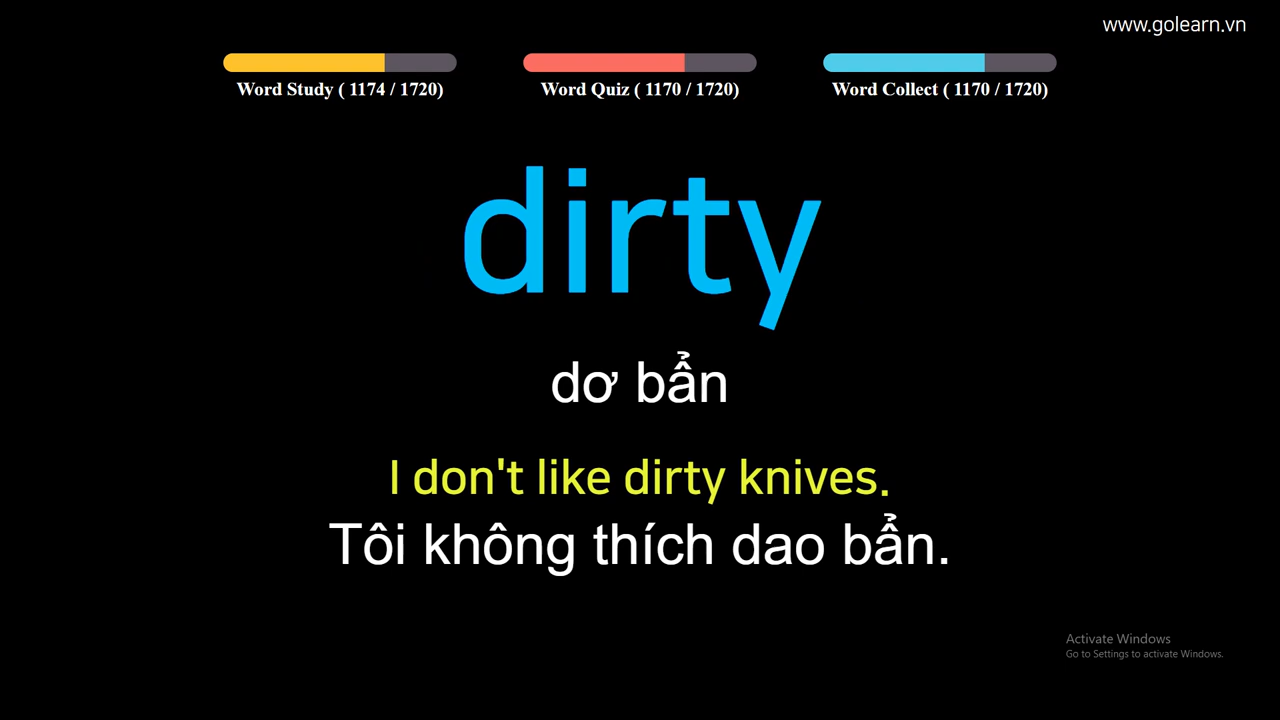 www.golearn.vn
Word Study ( 1174 / 1720)
Word Quiz ( 1170 / 1720)
Word Collect ( 1170 / 1720)
dirty
dơ bẩn
I don't like dirty knives.
Tôi không thích dao bẩn.
Activate Windows
Go to Settings to activate Windows.